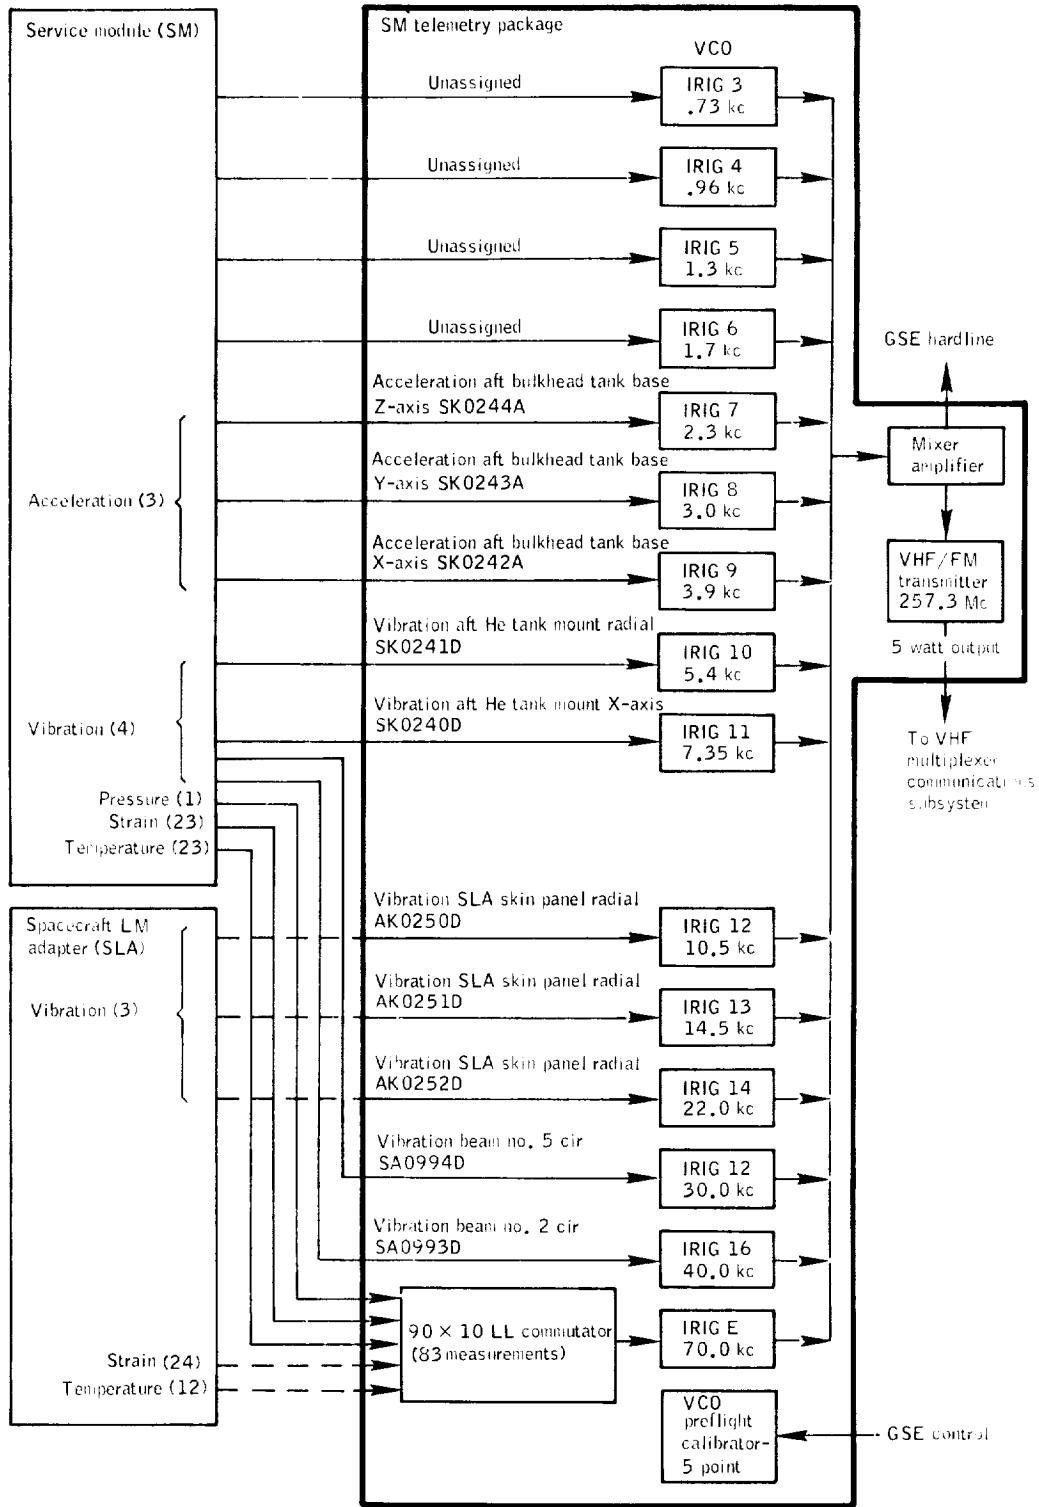 Service module (SM)
SM telemetry package
VCO
Unassigned
IRIG 3
.73 kc
Unassigned
IRIG 4
.96 kc
Unassigned
IRIG 5
1.3 kc
Unassigned
IRIG 6
1.7 kc
GSE hardline
Acceleration aft bulkhead tank base
Z-axis SK0244A
IRIG 7
2.3 kc
Mixer
amplifier
Acceleration (3)
Acceleration aft bulkhead tank base
Y-axis SK0243A
IRIG 8
3.0 kc
Acceleration aft bulkhead tank base
X-axis SK0242A
IRIG 9
3.9 kc
VHF/FM
transmitter
257.3 Mc
5 watt output
Vibration aft He tank mount radial
SK0241D
IRIG 10
5.4 kc
Vibration (4)
Vibration aft He tank mount X-axis
SK0240D
IRIG 11
7.35 kc
To VHF
multiplexer
communications
subsystem
Pressure (1)
Strain (23)
Temperature (23)
Spacecraft LM
adapter (SLA)
Vibration SLA skin panel radial
AK0250D
IRIG 12
10.5 kc
Vibration (3)
Vibration SLA skin panel radial
AK0251D
IRIG 13
14.5 kc
Vibration SLA skin panel radial
AK0252D
IRIG 14
22.0 kc
Vibration beam no. 5 cir
SA0994D
IRIG 12
30.0 kc
Vibration beam no. 2 cir
SA0993D
IRIG 16
40.0 kc
90 × 10 LL commutator
(83 measurements)
IRIG E
70.0 kc
Strain (24)
Temperature (12)
VCO
preflight
calibrator-
5 point
GSE control